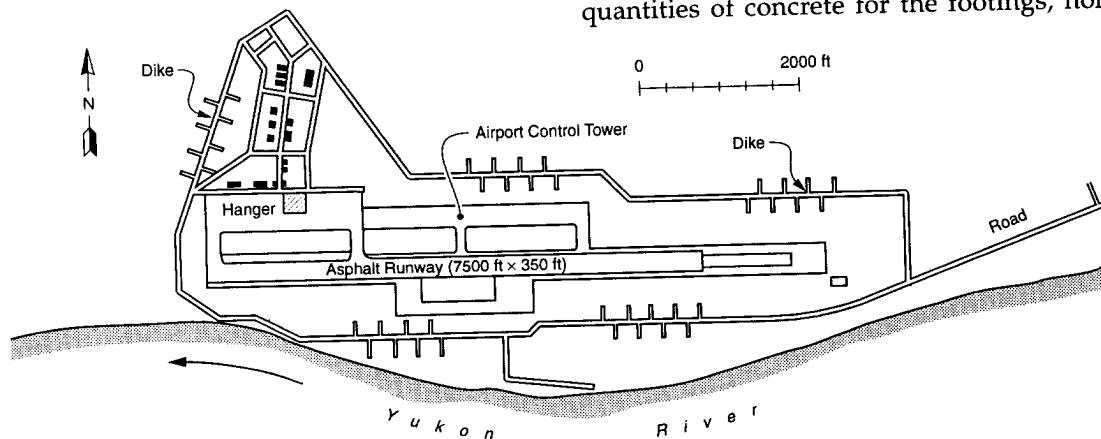 quantities of concrete for the footings, nor
0 2000 ft
Dike
N
Airport Control Tower
Dike
Hanger
Road
Asphalt Runway (7500 ft × 350 ft)
Yukon River